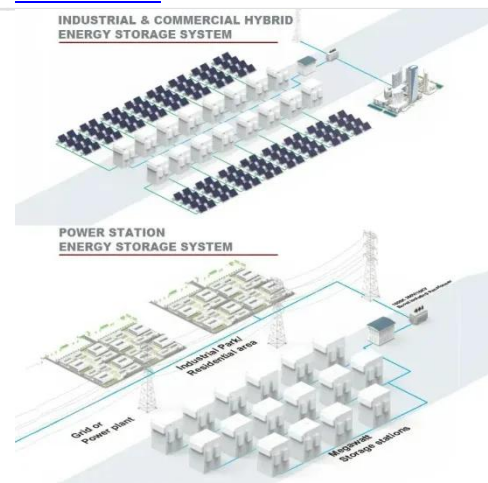 INDUSTRIAL & COMMERCIAL HYBRID
ENERGY STORAGE SYSTEM
POWER STATION
ENERGY STORAGE SYSTEM
Industrial Park/
Residential area
Grid or
Power plant
Megawatt
Storage stations